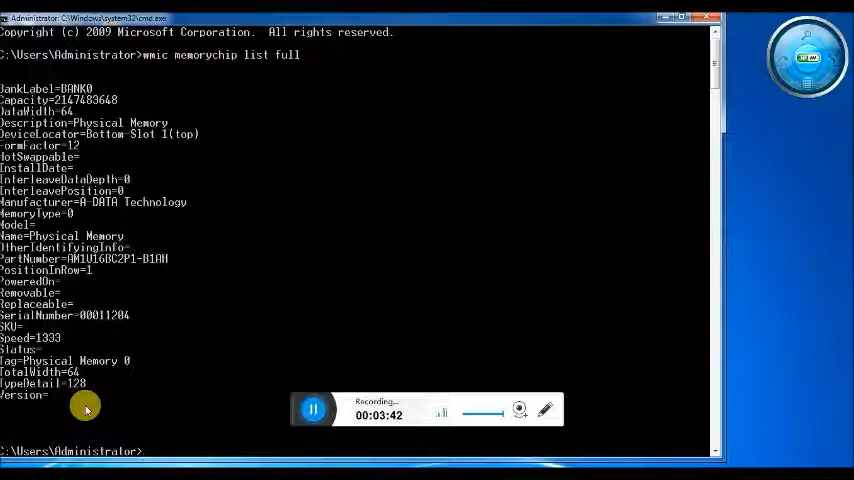 Administrator: C:\Windows\system32\cmd.exe
Copyright (c) 2009 Microsoft Corporation. All rights reserved.
C:\Users\Administrator>wmic memorychip list full
BankLabel=BANK0
Capacity=2147483648
DataWidth=64
Description=Physical Memory
DeviceLocator=Bottom-Slot 1(top)
FormFactor=12
HotSwappable=
InstallDate=
InterleaveDataDepth=0
InterleavePosition=0
Manufacturer=A-DATA Technology
MemoryType=0
Model=
Name=Physical Memory
OtherIdentifyingInfo=
PartNumber=AM1U16BC2P1-B1AH
PositionInRow=1
PoweredOn=
Removable=
Replaceable=
SerialNumber=00011204
SKU=
Speed=1333
Status=
Tag=Physical Memory 0
TotalWidth=64
TypeDetail=128
Version=
Recording...
00:03:42
C:\Users\Administrator>